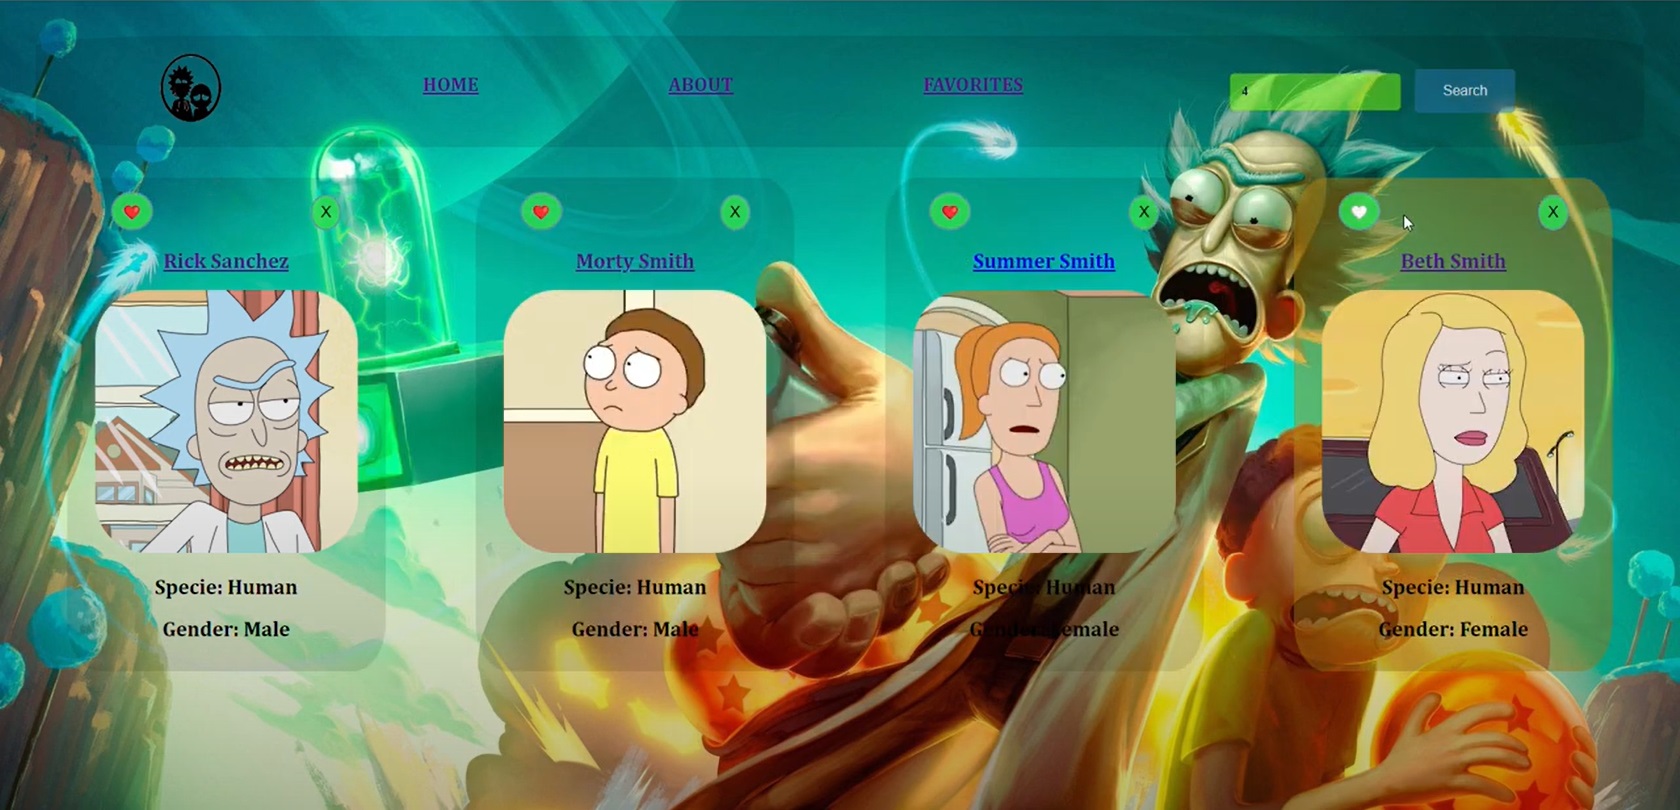 HOME
ABOUT
FAVORITES
4
Search
X
X
X
X
Rick Sanchez
Morty Smith
Summer Smith
Beth Smith
Specie: Human
Specie: Human
Specie: Human
Specie: Human
Gender: Male
Gender: Male
Gender: Female
Gender: Female